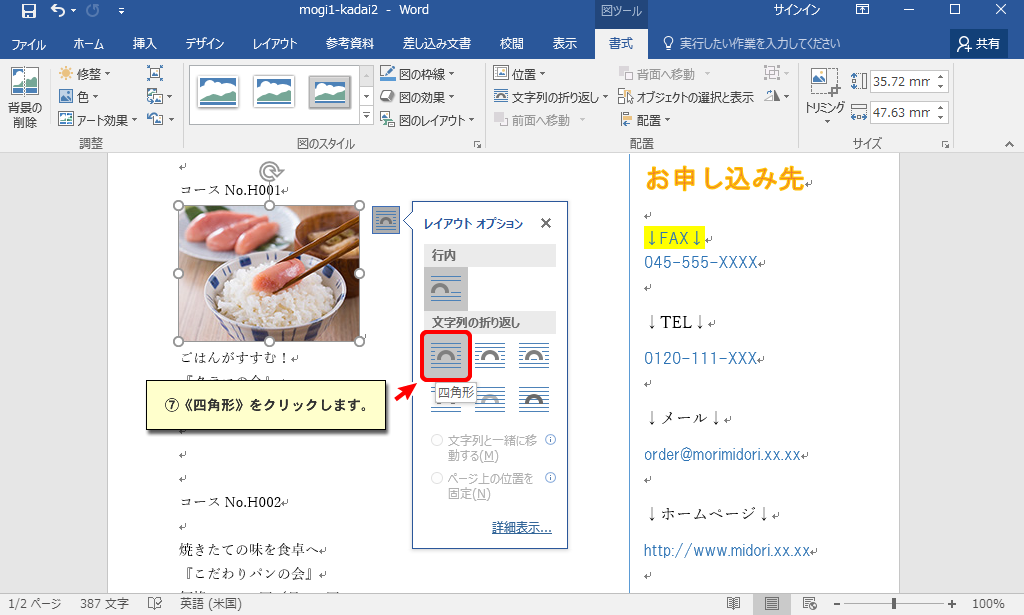 mogi1-kadai2 - Word
図ツール
サインイン
ファイル ホーム 挿入 デザイン レイアウト 参考資料 差し込み文書 校閲 表示 書式 実行したい作業を入力してください 共有
背景の
削除
修整
色
アート効果
調整
図の枠線
図の効果
図のレイアウト
図のスタイル
位置
文字列の折り返し
前面へ移動
背面へ移動
オブジェクトの選択と表示
配置
配置
トリミング
35.72 mm
47.63 mm
サイズ
コース No.H001
ごはんがすすむ！
⑦《四角形》をクリックします。
コース No.H002
焼きたての味を食卓へ
『こだわりパンの会』
レイアウト オプション
行内
文字列の折り返し
四角形
文字列と一緒に移
動する(M)
ページ上の位置を
固定(N)
詳細表示...
お申し込み先
↓FAX↓
045-555-XXXX
↓TEL↓
0120-111-XXX
↓メール↓
order@morimidori.xx.xx
↓ホームページ↓
http://www.midori.xx.xx
1/2 ページ 387 文字 英語 (米国) 100%